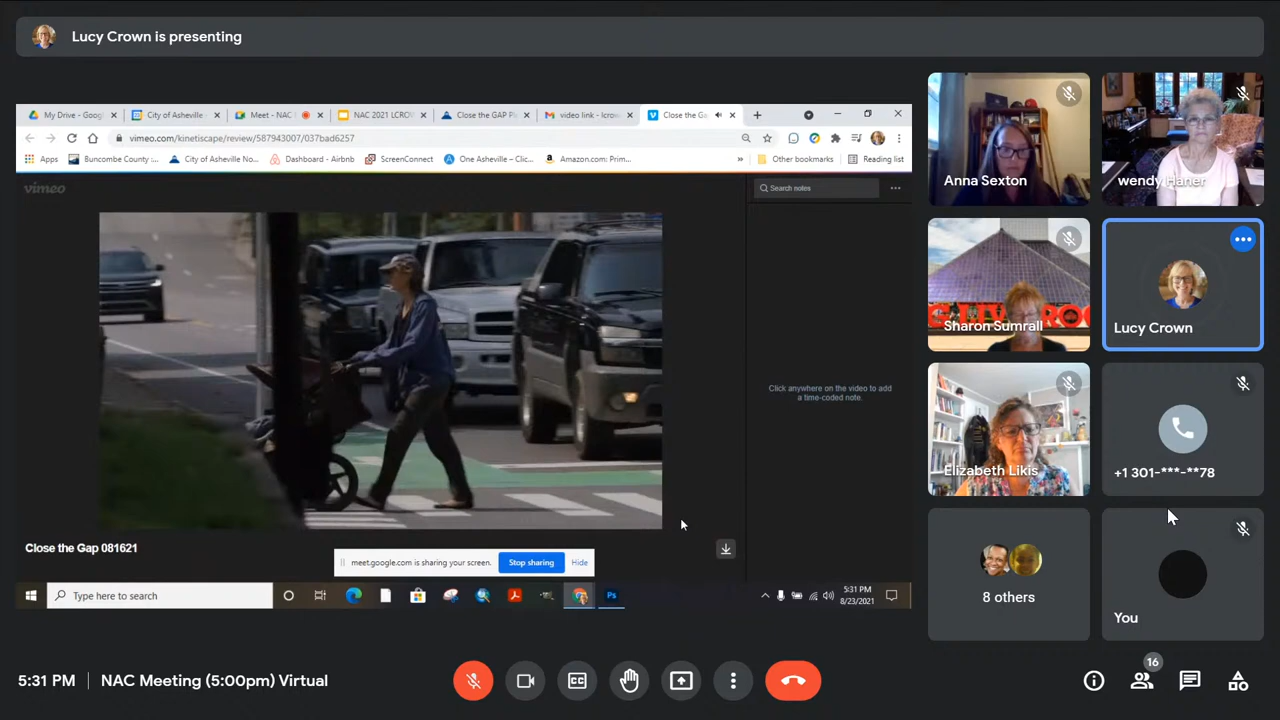 Lucy Crown is presenting
My Drive - Goog
City of Asheville
Meet - NAC
NAC 2021 LCROW
Close the GAP Pl
video link - lcrow
Close the Ga
vimeo.com/kinetiscape/review/587943007/037bad6257
Apps
Buncombe County :...
City of Asheville No...
Dashboard - Airbnb
ScreenConnect
One Asheville – Clic...
Amazon.com: Prim...
»
Other bookmarks
Reading list
vimeo
Search notes
Click anywhere on the video to add
a time-coded note.
Close the Gap 081621
meet.google.com is sharing your screen.
Stop sharing
Hide
Type here to search
Ps
5:31 PM
8/23/2021
Anna Sexton
wendy Haner
Sharon Sumrall
Lucy Crown
Elizabeth Likis
+1 301-***-**78
8 others
You
5:31 PM | NAC Meeting (5:00pm) Virtual
CC
16